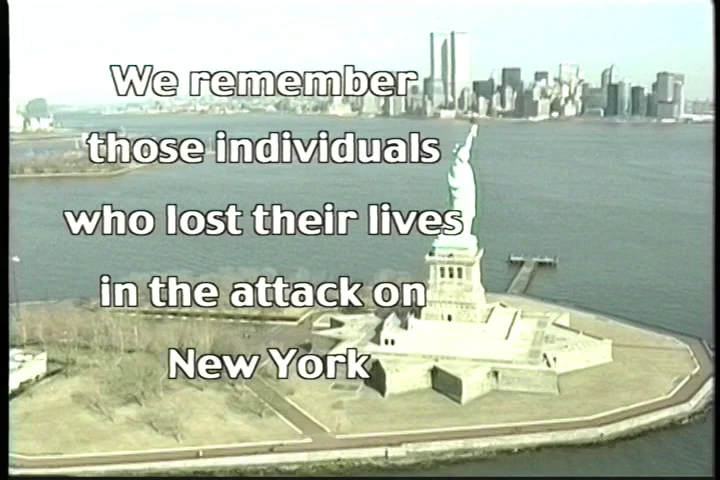 We remember
those individuals
who lost their lives
in the attack on
New York